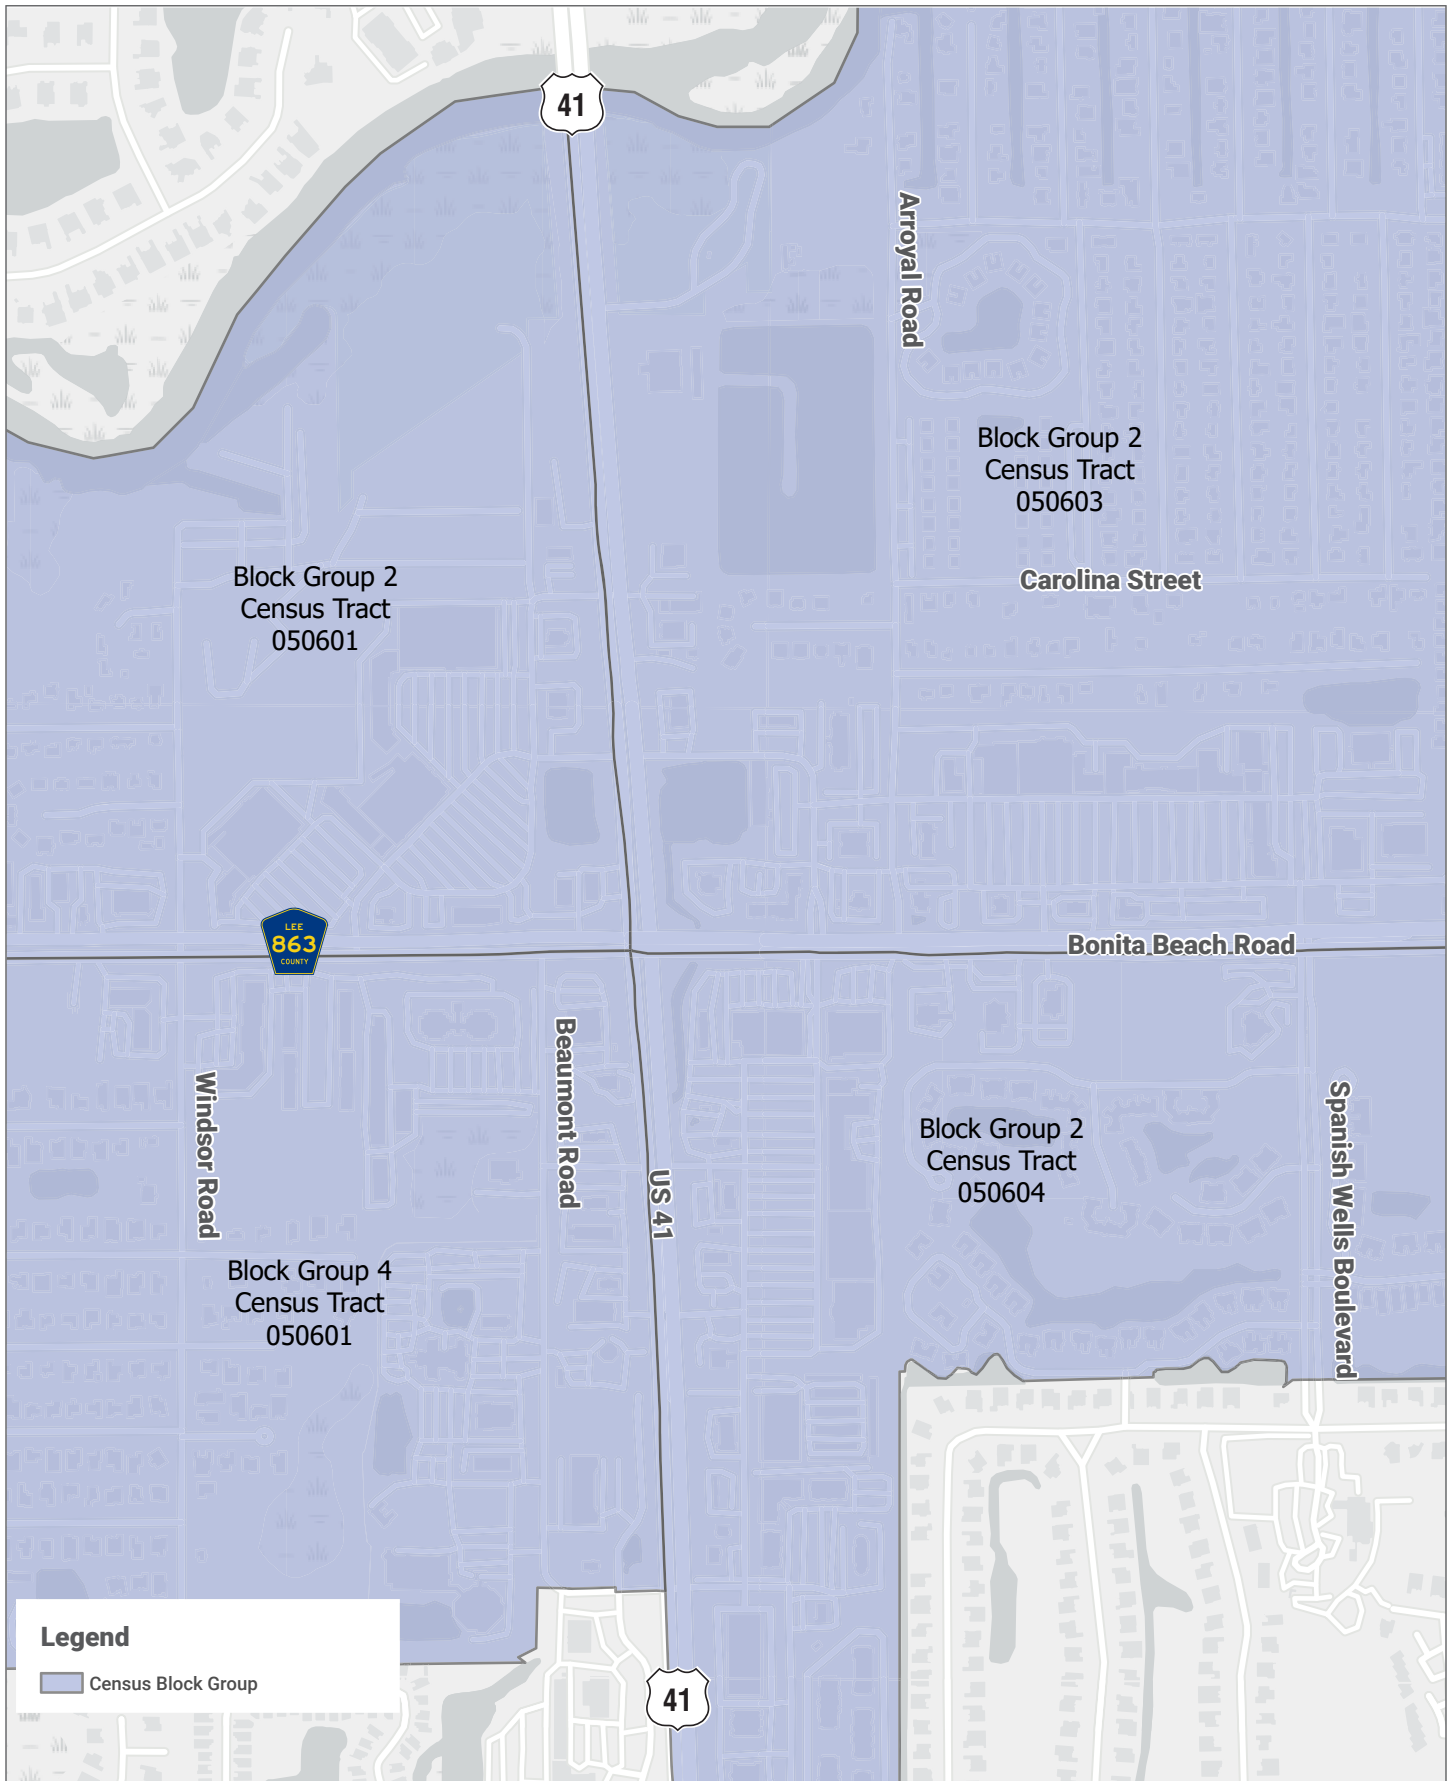 41
Arroyal Road
Block Group 2
Census Tract
050603
Block Group 2
Census Tract
050601
Carolina Street
LEE
863
COUNTY
Bonita Beach Road
Beaumont Road
Windsor Road
Spanish Wells Boulevard
Block Group 2
Census Tract
050604
US 41
Block Group 4
Census Tract
050601
Legend
Census Block Group
41